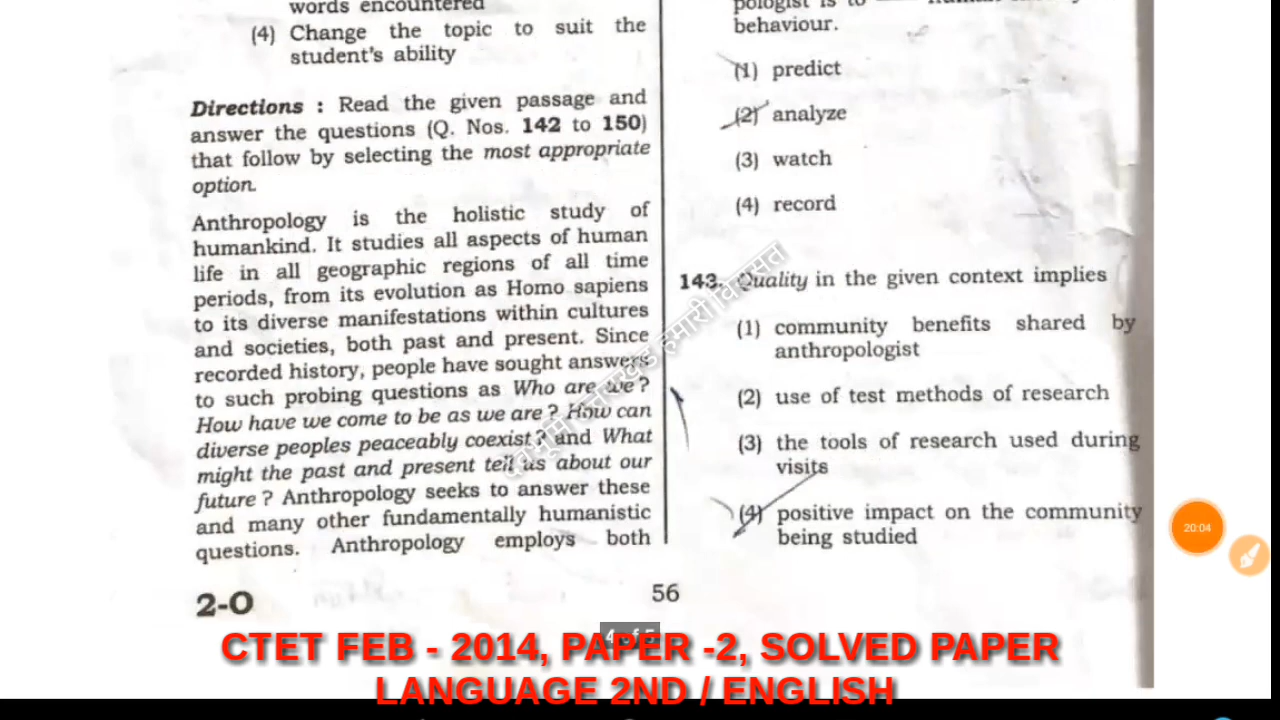 words encountered
(4) Change the topic to suit the
student's ability
Directions : Read the given passage and
answer the questions (Q. Nos. 142 to 150)
that follow by selecting the most appropriate
option.
Anthropology is the holistic study of
humankind. It studies all aspects of human
life in all geographic regions of all time
periods, from its evolution as Homo sapiens
to its diverse manifestations within cultures
and societies, both past and present. Since
recorded history, people have sought answers
to such probing questions as Who are we?
How have we come to be as we are? How can
diverse peoples peaceably coexist? and What
might the past and present tell us about our
future? Anthropology seeks to answer these
and many other fundamentally humanistic
questions. Anthropology employs both
2-O
56
pologist is to
behaviour.
(1) predict
(2) analyze
(3) watch
(4) record
143. Quality in the given context implies
(1) community benefits shared by
anthropologist
(2) use of test methods of research
(3) the tools of research used during
visits
(4) positive impact on the community
being studied
20:04
4 of 5
CTET FEB - 2014, PAPER -2, SOLVED PAPER
LANGUAGE 2ND / ENGLISH